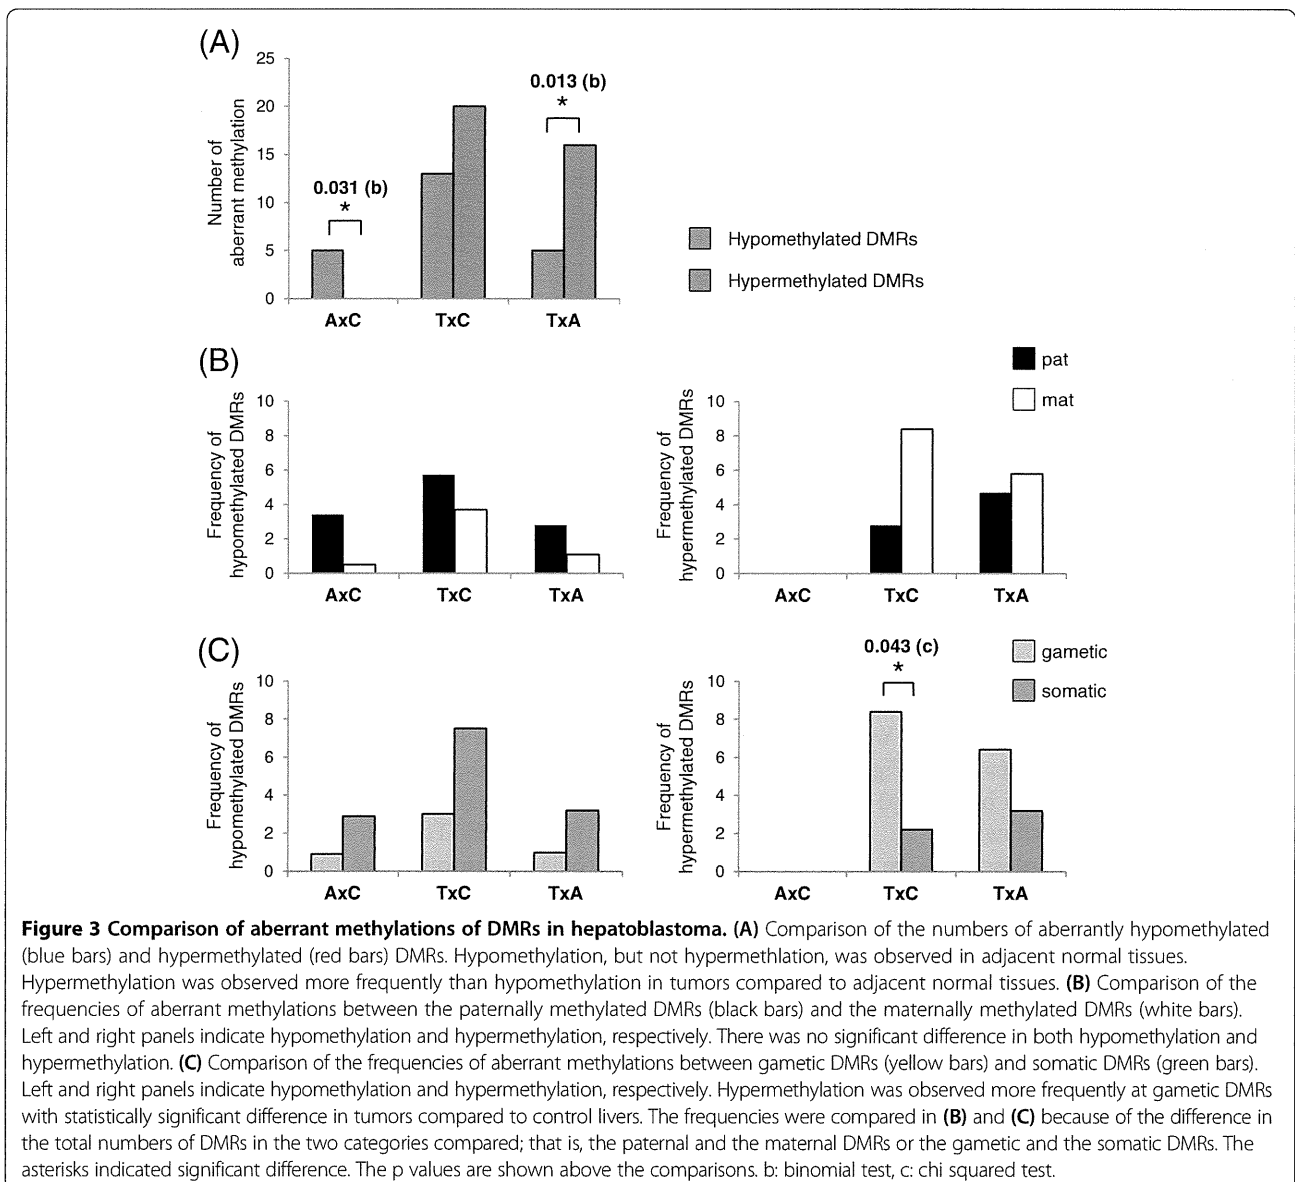 (A)
25
20
15
10
5
0
Number of
aberrant methylation
0.031 (b)
*
0.013 (b)
*
AxC TxC TxA
Hypomethylated DMRs
Hypermethylated DMRs
(B)
pat
mat
10
8
6
4
2
0
Frequency of
hypomethylated DMRs
AxC TxC TxA
10
8
6
4
2
0
Frequency of
hypermethylated DMRs
AxC TxC TxA
(C)
0.043 (c)
*
gametic
somatic
10
8
6
4
2
0
Frequency of
hypomethylated DMRs
AxC TxC TxA
10
8
6
4
2
0
Frequency of
hypermethylated DMRs
AxC TxC TxA
Figure 3 Comparison of aberrant methylations of DMRs in hepatoblastoma. (A) Comparison of the numbers of aberrantly hypomethylated
(blue bars) and hypermethylated (red bars) DMRs. Hypomethylation, but not hypermethlation, was observed in adjacent normal tissues.
Hypermethylation was observed more frequently than hypomethylation in tumors compared to adjacent normal tissues. (B) Comparison of the
frequencies of aberrant methylations between the paternally methylated DMRs (black bars) and the maternally methylated DMRs (white bars).
Left and right panels indicate hypomethylation and hypermethylation, respectively. There was no significant difference in both hypomethylation and
hypermethylation. (C) Comparison of the frequencies of aberrant methylations between gametic DMRs (yellow bars) and somatic DMRs (green bars).
Left and right panels indicate hypomethylation and hypermethylation, respectively. Hypermethylation was observed more frequently at gametic DMRs
with statistically significant difference in tumors compared to control livers. The frequencies were compared in (B) and (C) because of the difference in
the total numbers of DMRs in the two categories compared; that is, the paternal and the maternal DMRs or the gametic and the somatic DMRs. The
asterisks indicated significant difference. The p values are shown above the comparisons. b: binomial test, c: chi squared test.